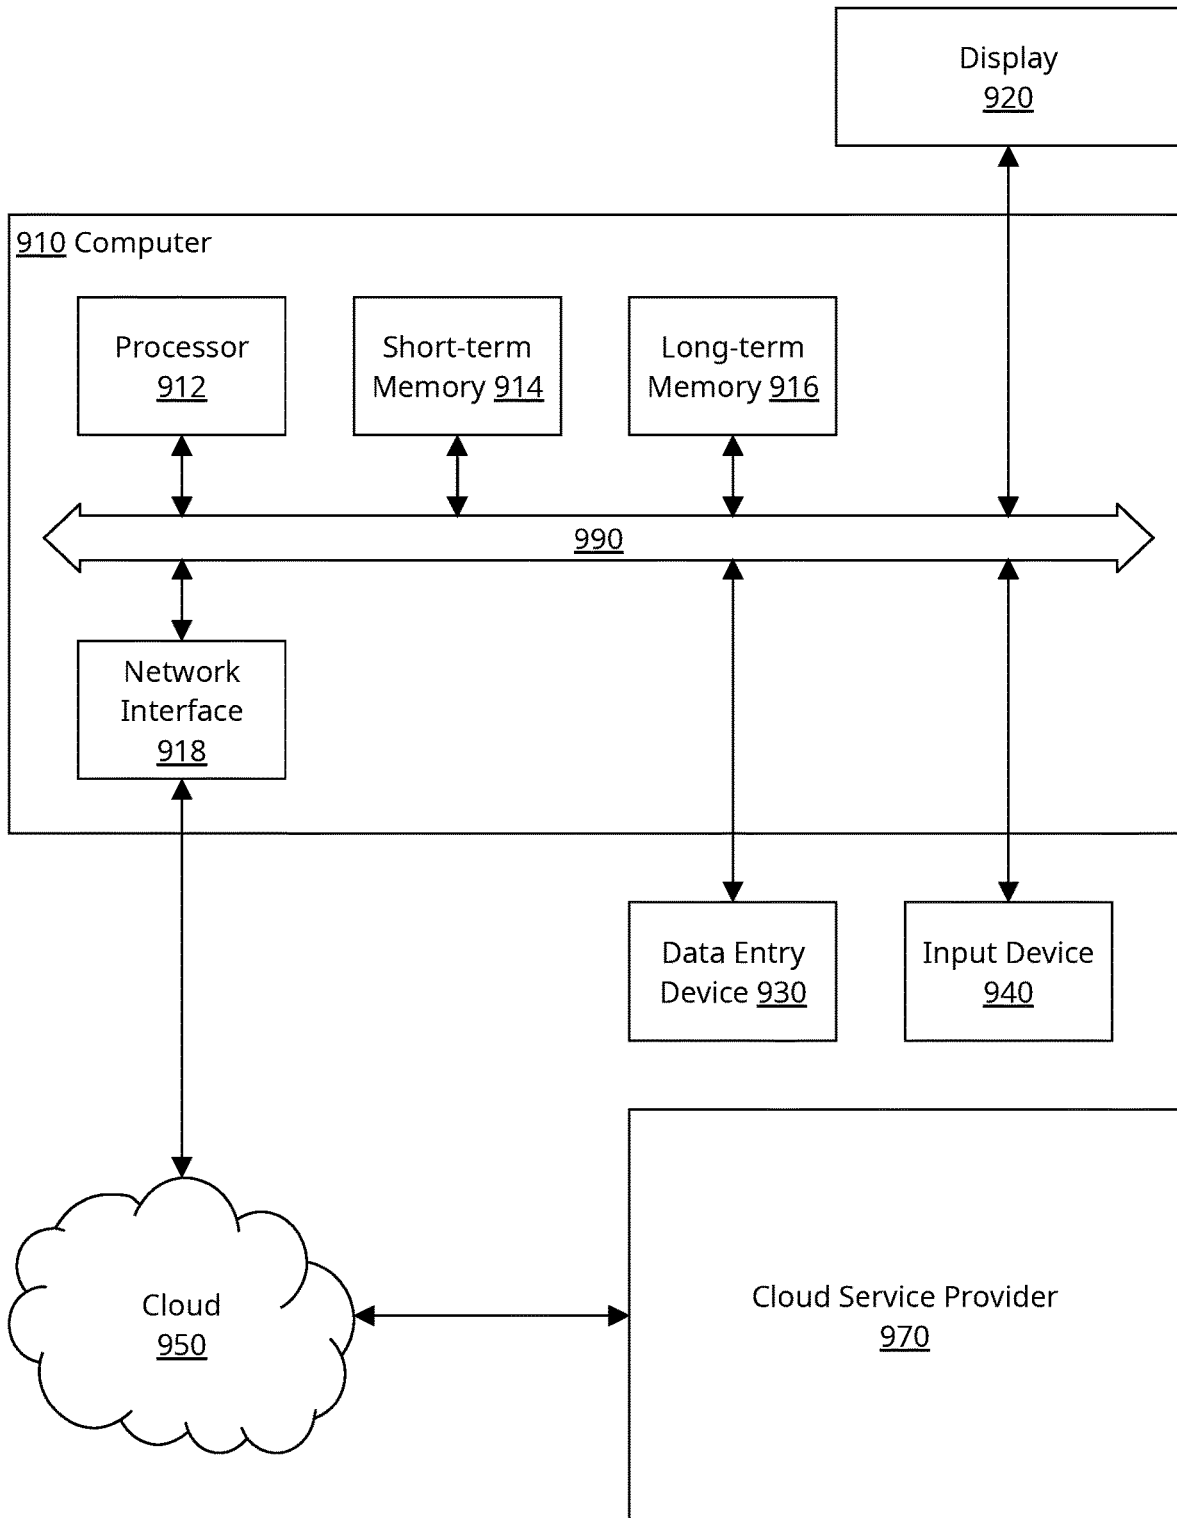 Display
920
910 Computer
Processor
912
Short-term
Memory 914
Long-term
Memory 916
990
Network
Interface
918
Data Entry
Device 930
Input Device
940
Cloud
950
Cloud Service Provider
970